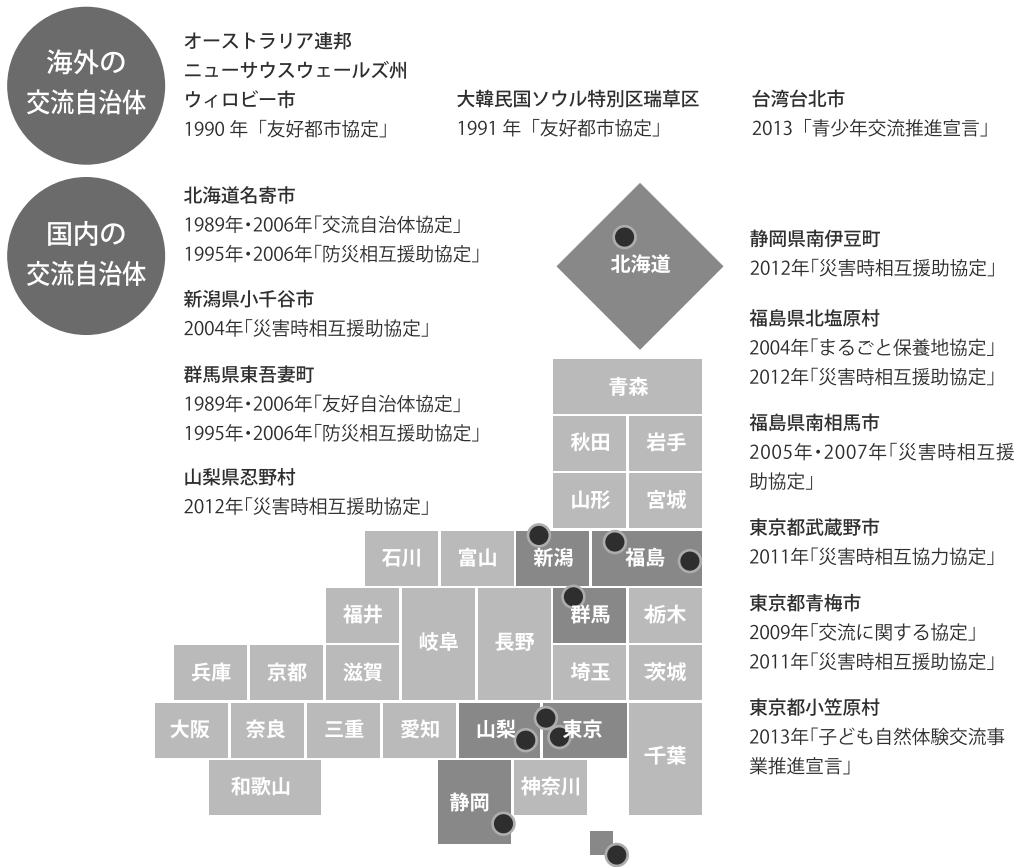 海外の
交流自治体
オーストラリア連邦
ニューサウスウェールズ州
ウィロビー市
1990 年「友好都市協定」
大韓民国ソウル特別区瑞草区
1991 年「友好都市協定」
台湾台北市
2013「青少年交流推進宣言」
国内の
交流自治体
北海道名寄市
1989年・2006年「交流自治体協定」
1995年・2006年「防災相互援助協定」
新潟県小千谷市
2004年「災害時相互援助協定」
群馬県東吾妻町
1989年・2006年「友好自治体協定」
1995年・2006年「防災相互援助協定」
山梨県忍野村
2012年「災害時相互援助協定」
静岡県南伊豆町
2012年「災害時相互援助協定」
福島県北塩原村
2004年「まるごと保養地協定」
2012年「災害時相互援助協定」
福島県南相馬市
2005年・2007年「災害時相互援
助協定」
東京都武蔵野市
2011年「災害時相互協力協定」
東京都青梅市
2009年「交流に関する協定」
2011年「災害時相互援助協定」
東京都小笠原村
2013年「子ども自然体験交流事
業推進宣言」
北海道
青森
秋田
岩手
山形
宮城
石川
富山
新潟
福島
福井
岐阜
長野
群馬
栃木
兵庫
京都
滋賀
埼玉
茨城
大阪
奈良
三重
愛知
山梨
東京
千葉
和歌山
静岡
神奈川